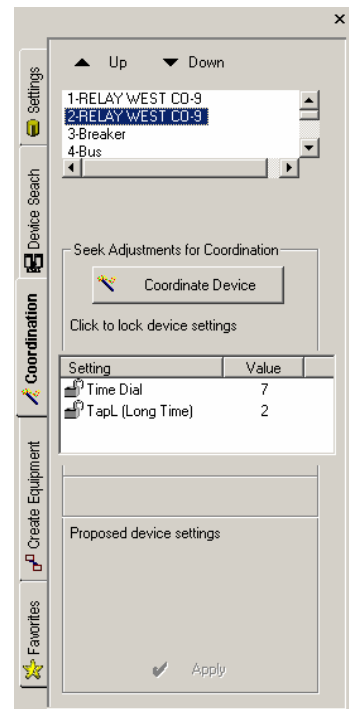 Up Down
1-RELAY WEST CO-9
2-RELAY WEST CO-9
3-Breaker
4-Bus
Seek Adjustments for Coordination
Coordinate Device
Click to lock device settings
Setting Value
Time Dial 7
TapL (Long Time) 2
Proposed device settings
Apply
Settings
Device Seach
Coordination
Create Equipment
Favorites